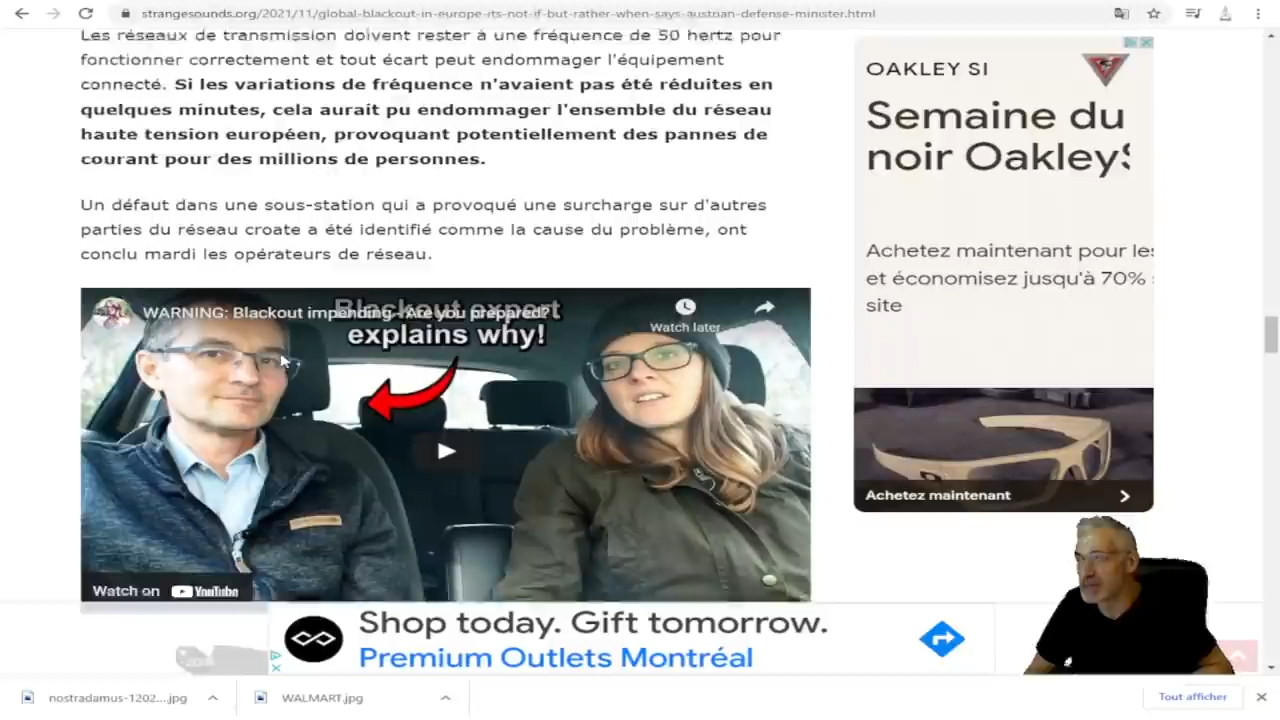 strangesounds.org/2021/11/global-blackout-in-europe-its-not-if-but-rather-when-says-austrian-defense-minister.html
Les réseaux de transmission doivent rester à une fréquence de 50 hertz pour
fonctionner correctement et tout écart peut endommager l'équipement
connecté. Si les variations de fréquence n'avaient pas été réduites en
quelques minutes, cela aurait pu endommager l'ensemble du réseau
haute tension européen, provoquant potentiellement des pannes de
courant pour des millions de personnes.
Un défaut dans une sous-station qui a provoqué une surcharge sur d'autres
parties du réseau croate a été identifié comme la cause du problème, ont
conclu mardi les opérateurs de réseau.
WARNING: Blackout impending - Are you prepared?
Blackout expert
explains why!
Watch later
Watch on YouTube
OAKLEY SI
Semaine du
noir Oakley
Achetez maintenant pour les
et économisez jusqu'à 70%
site
Achetez maintenant
Shop today. Gift tomorrow.
Premium Outlets Montréal
nostradamus-1202....jpg
WALMART.jpg
Tout afficher